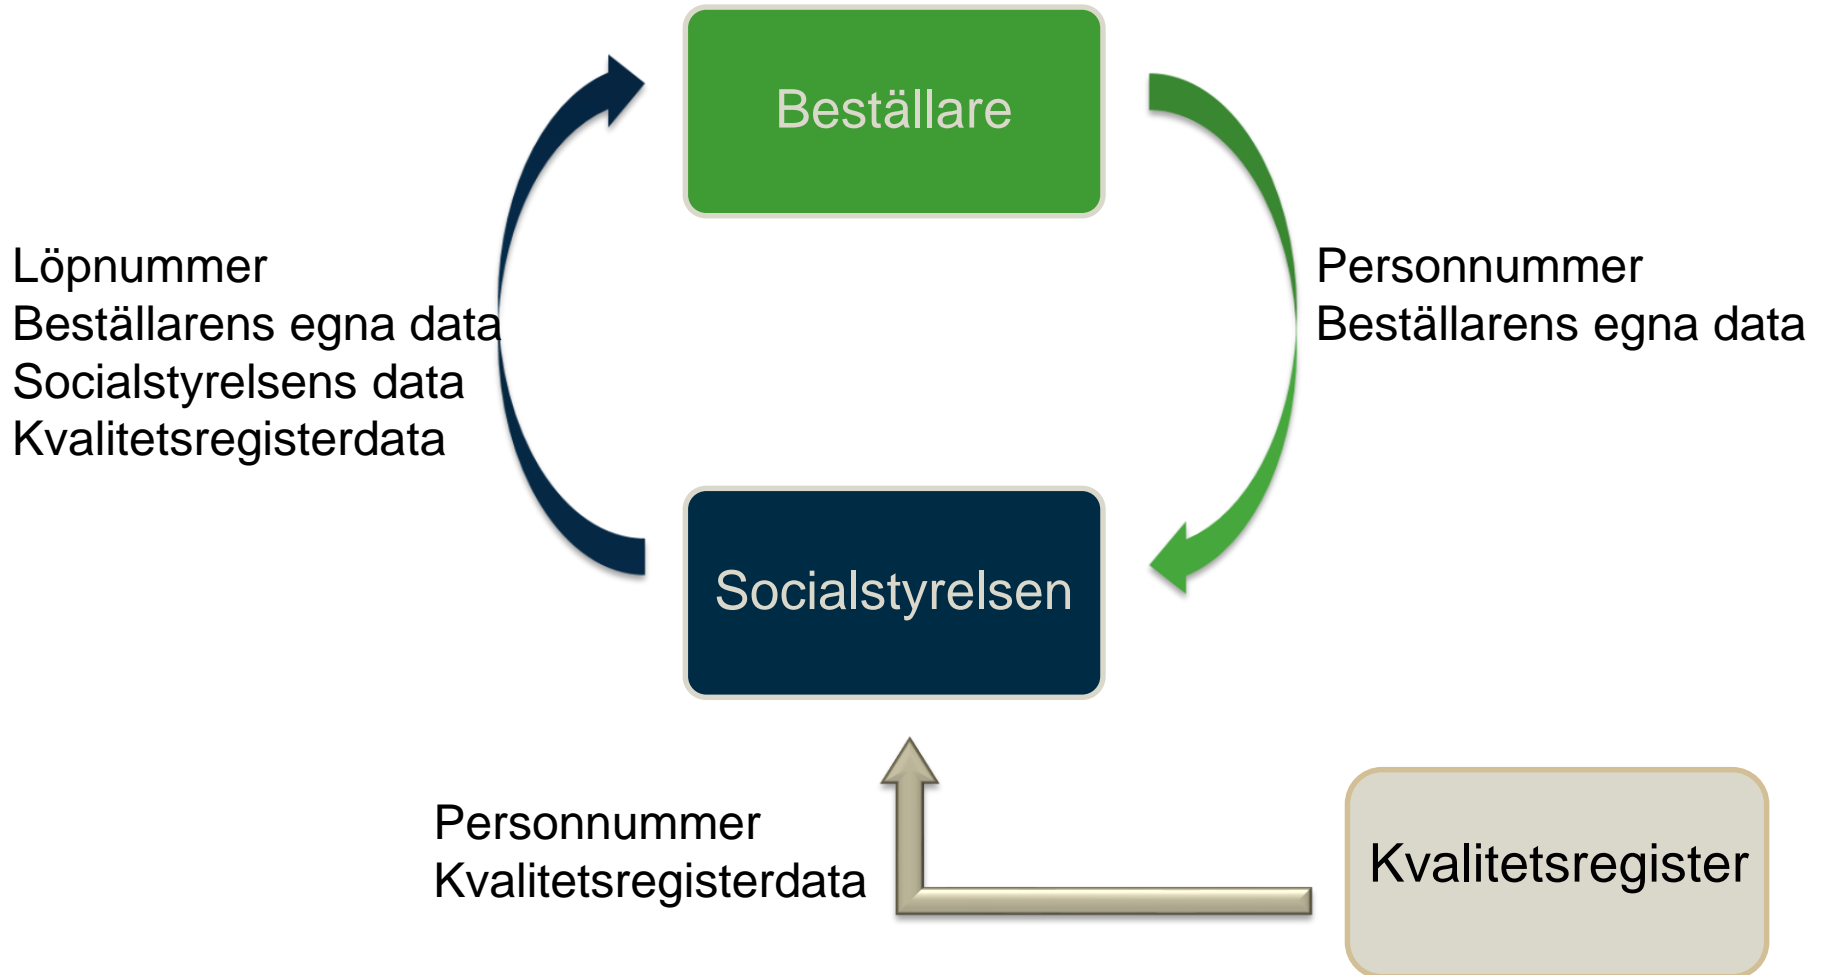 Beställare
Löpnummer
Beställarens egna data
Socialstyrelsens data
Kvalitetsregisterdata
Personnummer
Beställarens egna data
Socialstyrelsen
Personnummer
Kvalitetsregisterdata
Kvalitetsregister